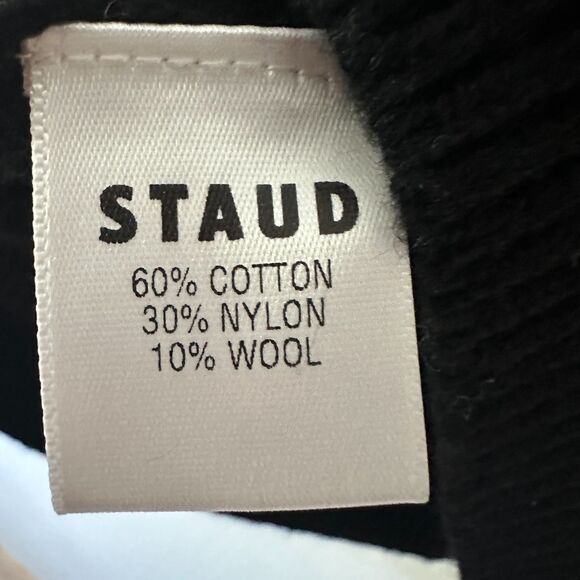 STAUD
60% COTTON
30% NYLON
10% WOOL